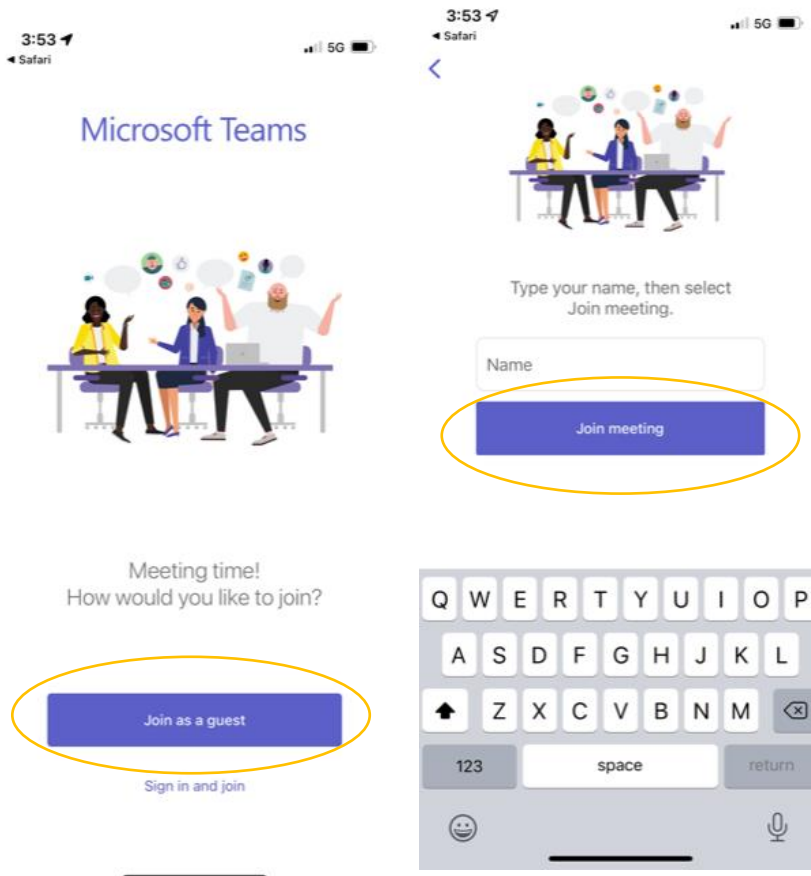 3:53
◀ Safari
5G
Microsoft Teams
Meeting time!
How would you like to join?
Join as a guest
Sign in and join
3:53
◀ Safari
5G
Type your name, then select
Join meeting.
Name
Join meeting
Q W E R T Y U I O P
A S D F G H J K L
Z X C V B N M
123 space return